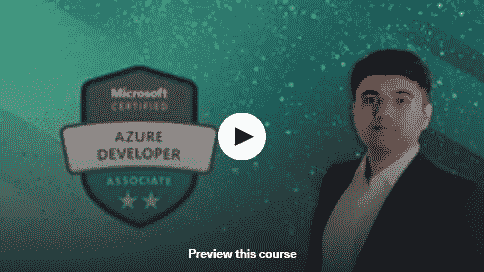 Microsoft
CERTIFIED
AZURE
DEVELOPER
ASSOCIATE
Preview this course